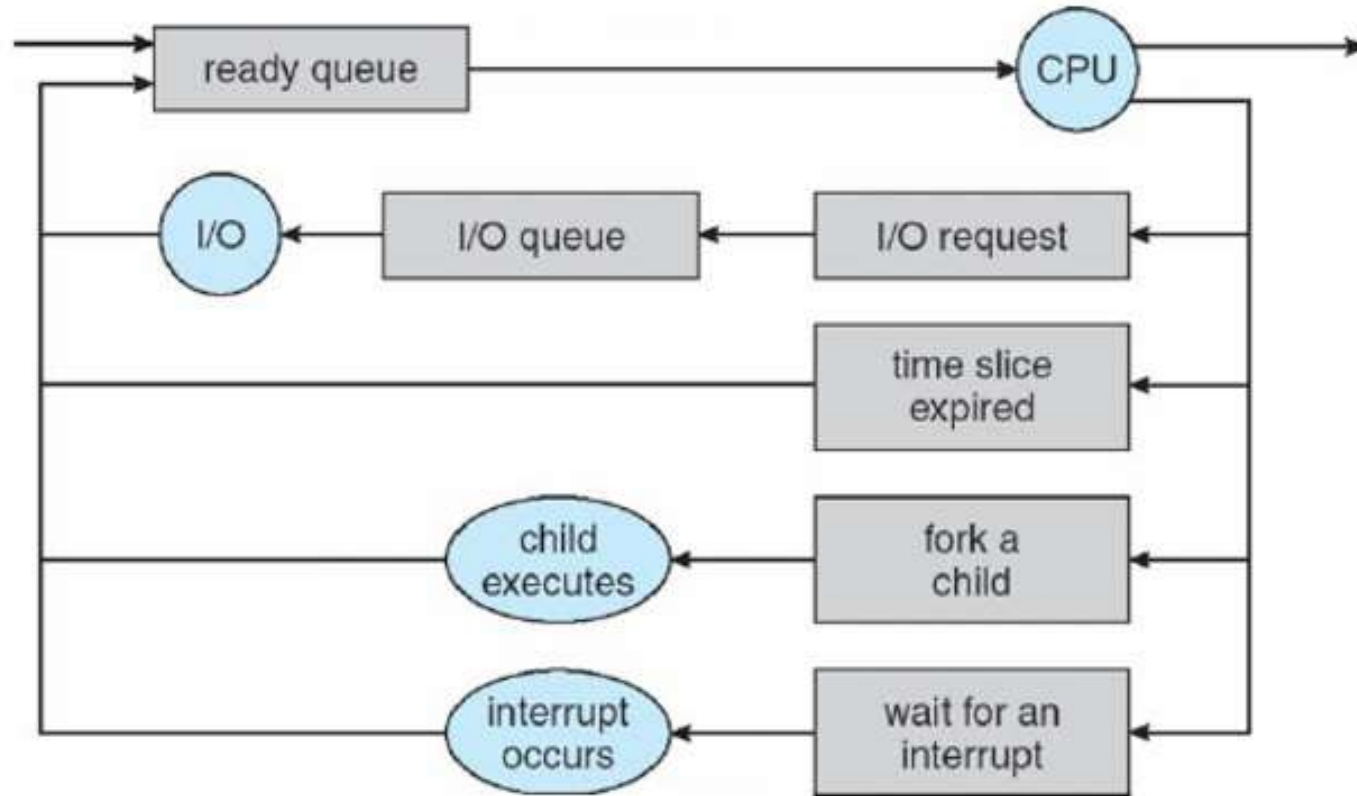 ready queue
CPU
I/O
I/O queue
I/O request
time slice
expired
child
executes
fork a
child
interrupt
occurs
wait for an
interrupt